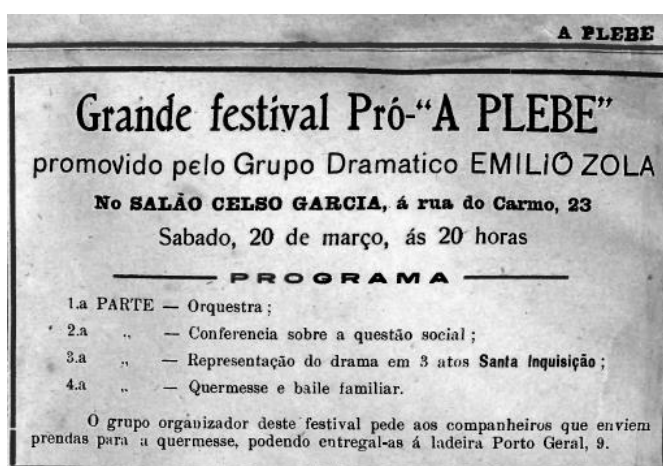 A PLEBE
Grande festival Pró-“A PLEBE”
promovido pelo Grupo Dramatico EMILIO ZOLA
No SALÃO CELSO GARCIA, á rua do Carmo, 23
Sabado, 20 de março, ás 20 horas
PROGRAMA
1.a PARTE — Orquestra ;
2.a „ — Conferencia sobre a questão social ;
3.a „ — Representação do drama em 3 atos Santa Inquisição ;
4.a „ — Quermesse e baile familiar.
O grupo organizador deste festival pede aos companheiros que enviem
prendas para a quermesse, podendo entregal-as á ladeira Porto Geral, 9.